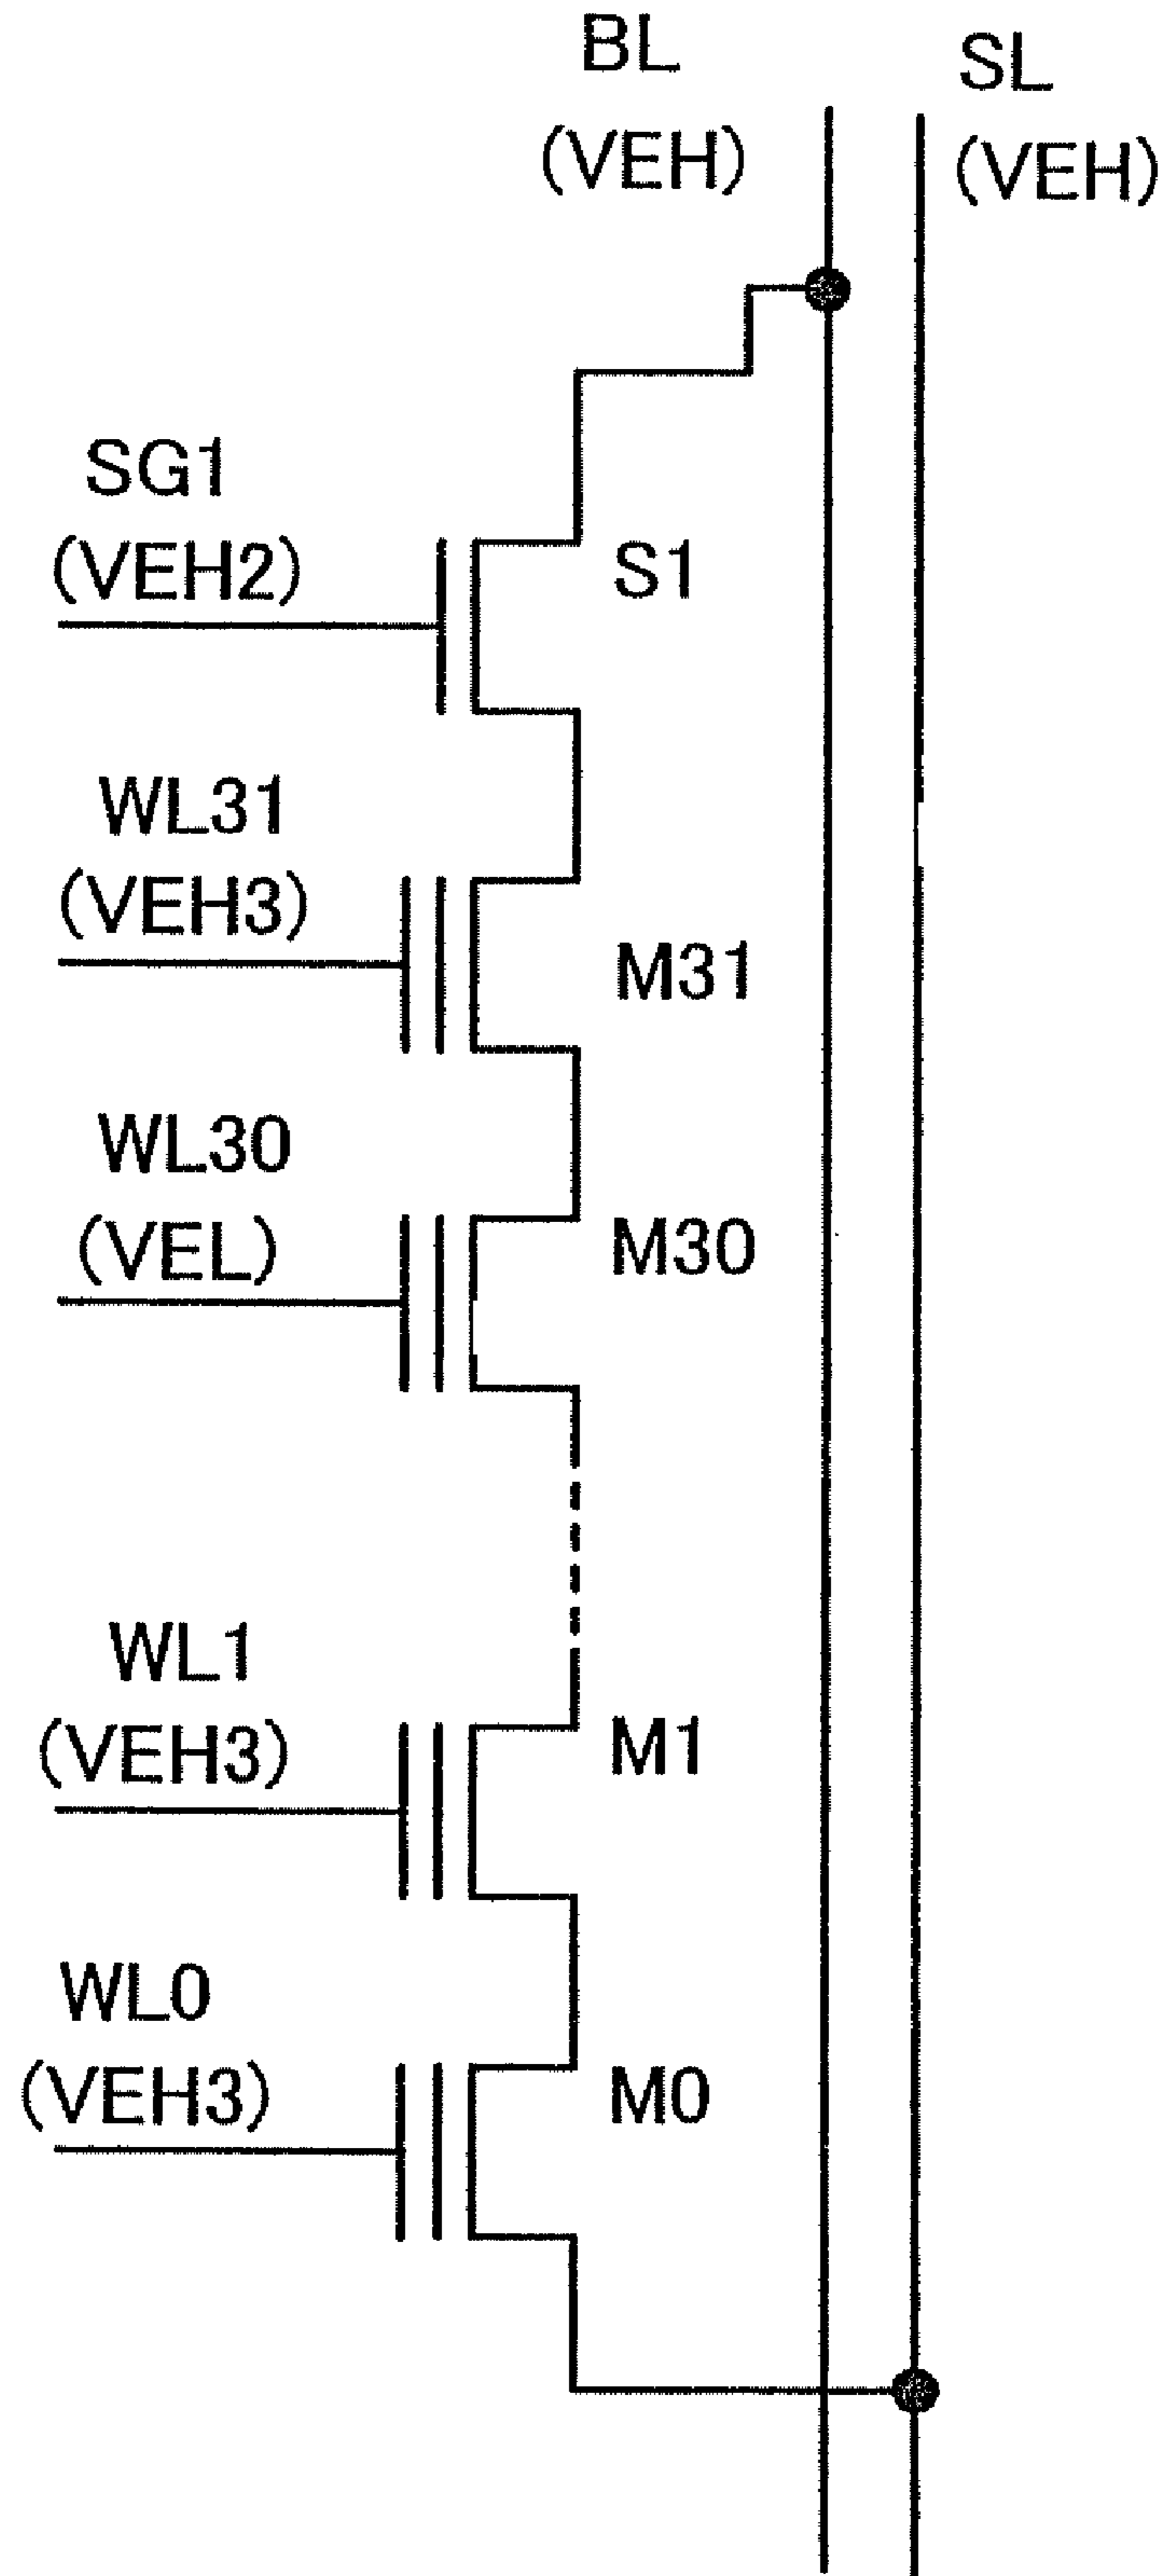 BL
(VEH)
SL
(VEH)
SG1
(VEH2)
S1
WL31
(VEH3)
M31
WL30
(VEL)
M30
WL1
(VEH3)
M1
WL0
(VEH3)
M0